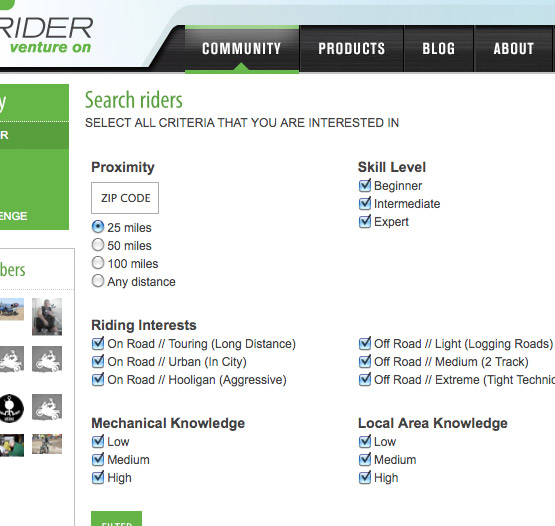 RIDER
venture on
COMMUNITY PRODUCTS BLOG ABOUT
y
R
ENGE
bers
Search riders
SELECT ALL CRITERIA THAT YOU ARE INTERESTED IN
Proximity
ZIP CODE
25 miles
50 miles
100 miles
Any distance
Skill Level
Beginner
Intermediate
Expert
Riding Interests
On Road // Touring (Long Distance)
On Road // Urban (In City)
On Road // Hooligan (Aggressive)
Off Road // Light (Logging Roads)
Off Road // Medium (2 Track)
Off Road // Extreme (Tight Technic
Mechanical Knowledge
Low
Medium
High
Local Area Knowledge
Low
Medium
High
FILTER